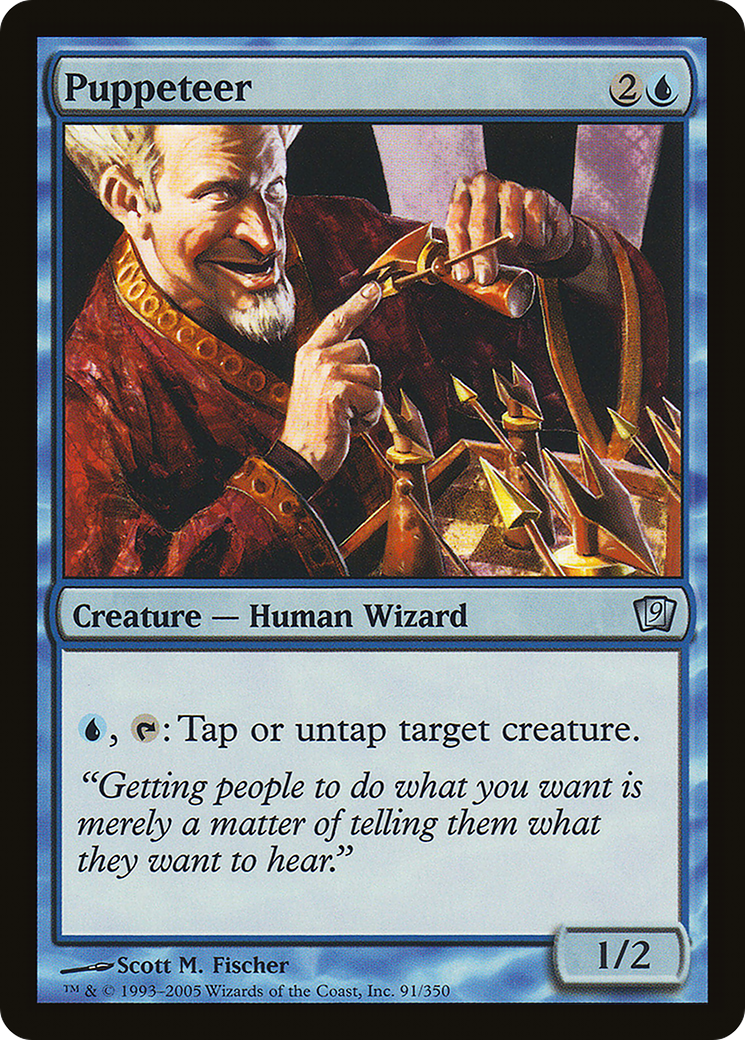 Puppeteer 2
Creature — Human Wizard 9
, : Tap or untap target creature.
“Getting people to do what you want is
merely a matter of telling them what
they want to hear.”
1/2
Scott M. Fischer
™ & © 1993–2005 Wizards of the Coast, Inc. 91/350